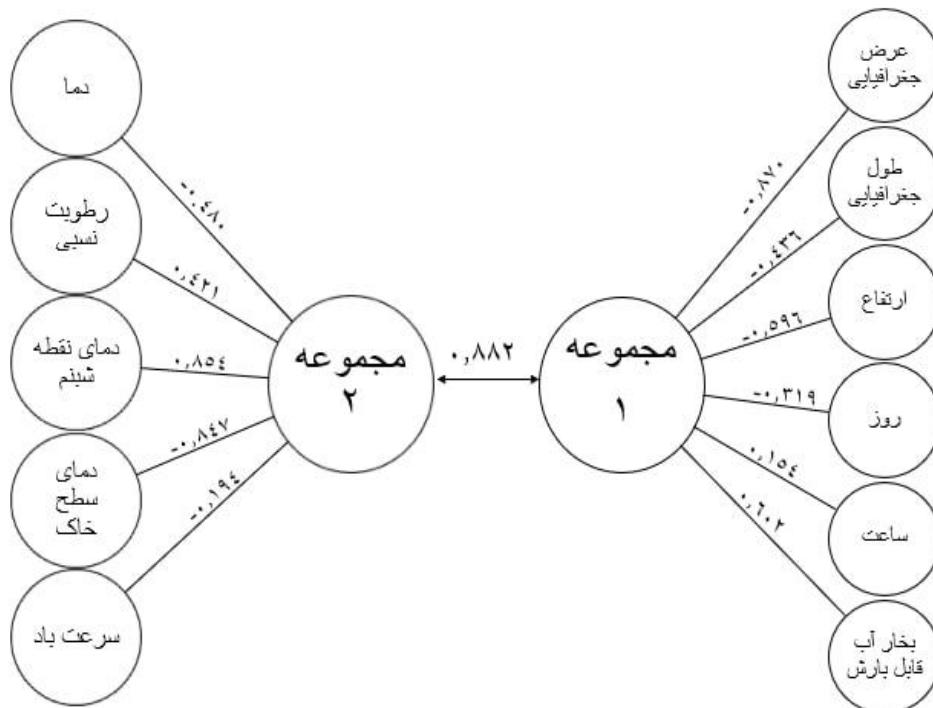 عرض
جغرافیایی
طول
جغرافیایی
ارتفاع
روز
ساعت
بخار آب
قابل بارش
-۰٫۸۷۰
-۰٫٤۳٦
-۰٫۵۹٦
-۰٫۳۱۹
۰٫۱۵٤
۰٫٦۰۲
مجموعه
۱
۰٫۸۸۲
مجموعه
۲
-۰٫٤۸۰
۰٫٤۲۱
۰٫۸۵٤
-۰٫۸٤۷
-۰٫۱۹٤
دما
رطوبت
نسبی
دمای نقطه
شبنم
دمای
سطح
خاک
سرعت باد